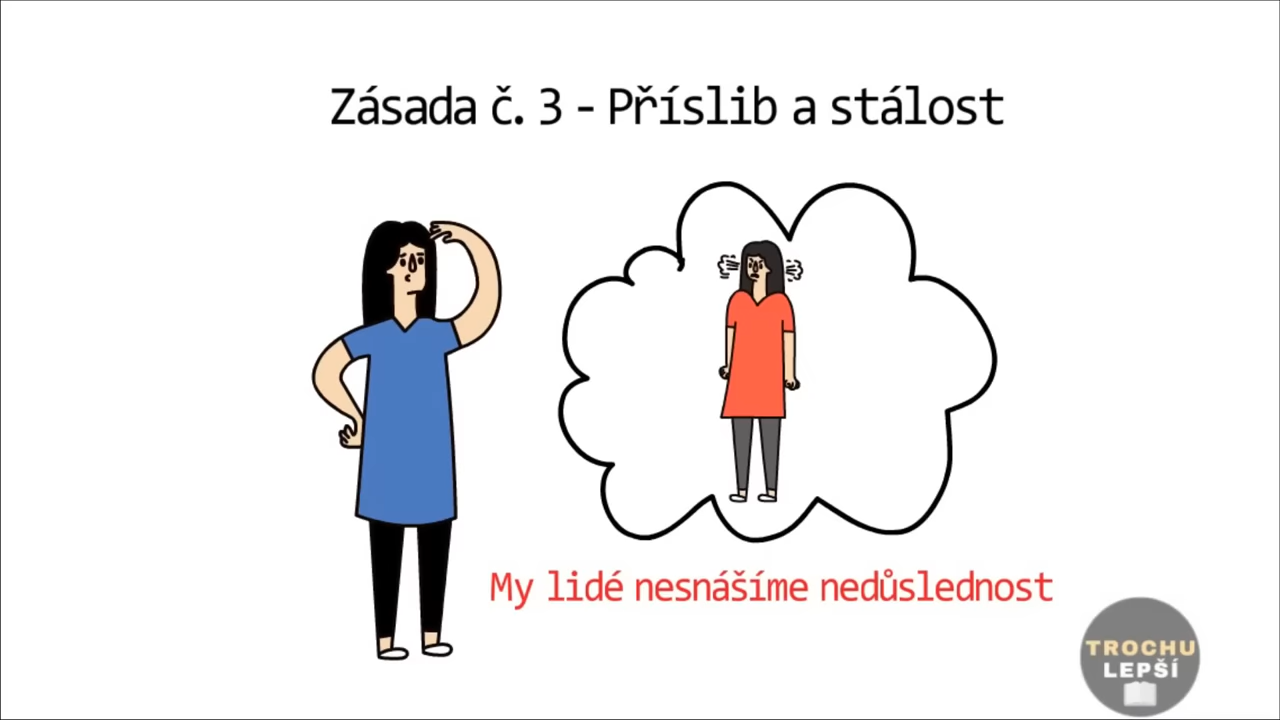 Zásada č. 3 - Příslib a stálost
My lidé nesnášíme nedůslednost
TROCHU
LEPŠÍ